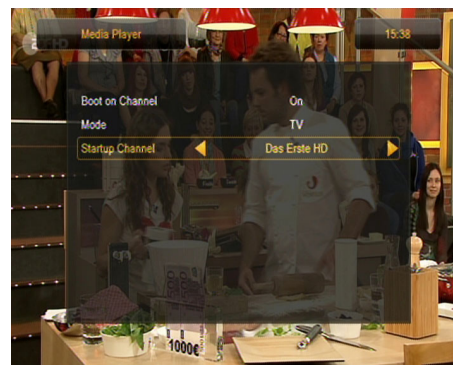 Media Player 15:38
Boot on Channel On
Mode TV
Startup Channel Das Erste HD
1000€